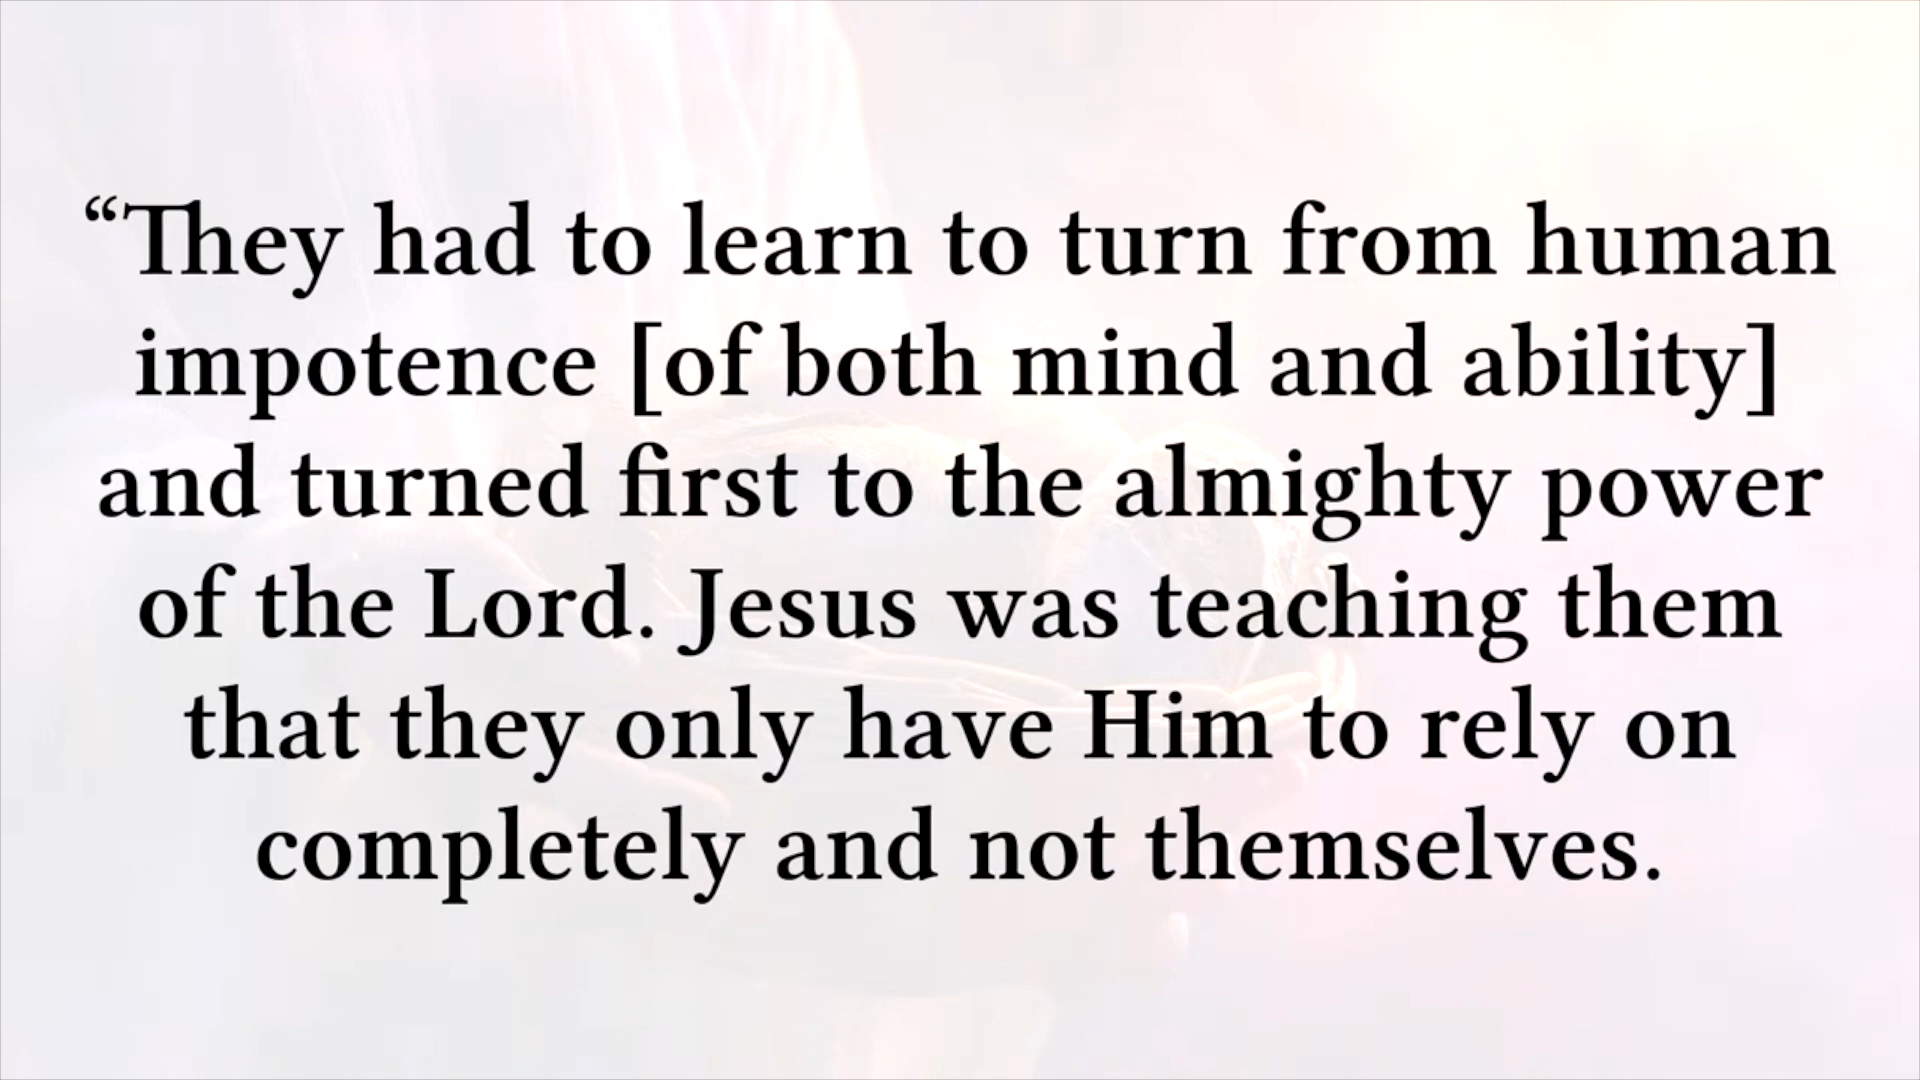 “They had to learn to turn from human
impotence [of both mind and ability]
and turned first to the almighty power
of the Lord. Jesus was teaching them
that they only have Him to rely on
completely and not themselves.